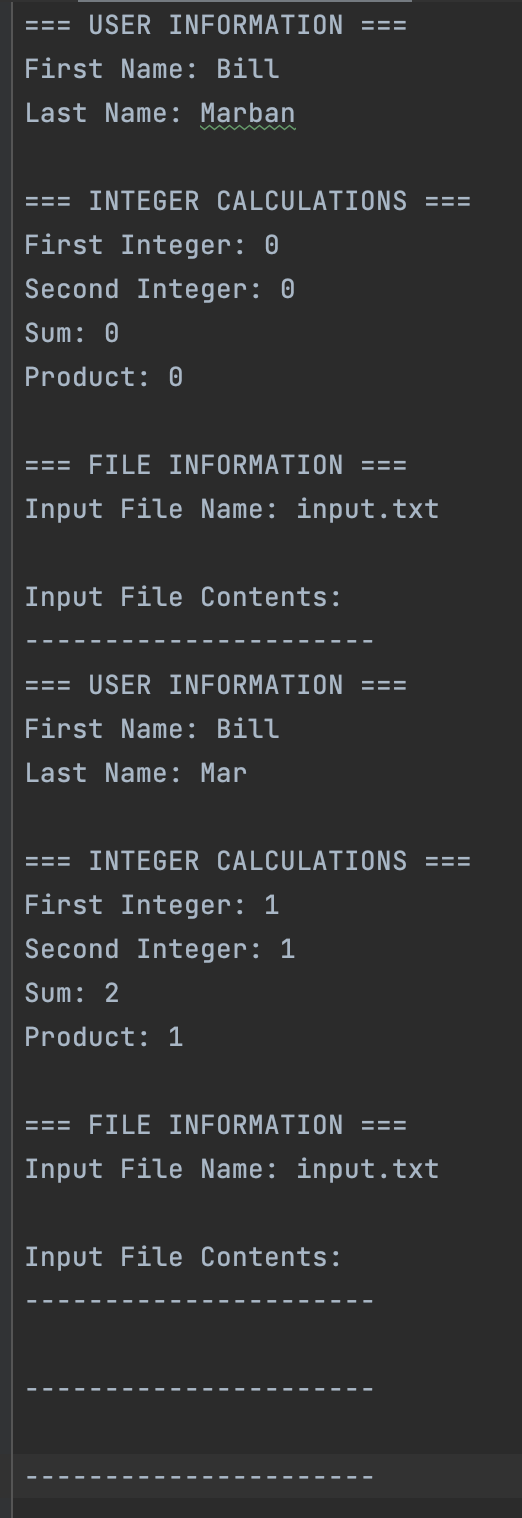 === USER INFORMATION ===
First Name: Bill
Last Name: Marban

=== INTEGER CALCULATIONS ===
First Integer: 0
Second Integer: 0
Sum: 0
Product: 0

=== FILE INFORMATION ===
Input File Name: input.txt

Input File Contents:
----------------------
=== USER INFORMATION ===
First Name: Bill
Last Name: Mar

=== INTEGER CALCULATIONS ===
First Integer: 1
Second Integer: 1
Sum: 2
Product: 1

=== FILE INFORMATION ===
Input File Name: input.txt

Input File Contents:
----------------------

----------------------

----------------------